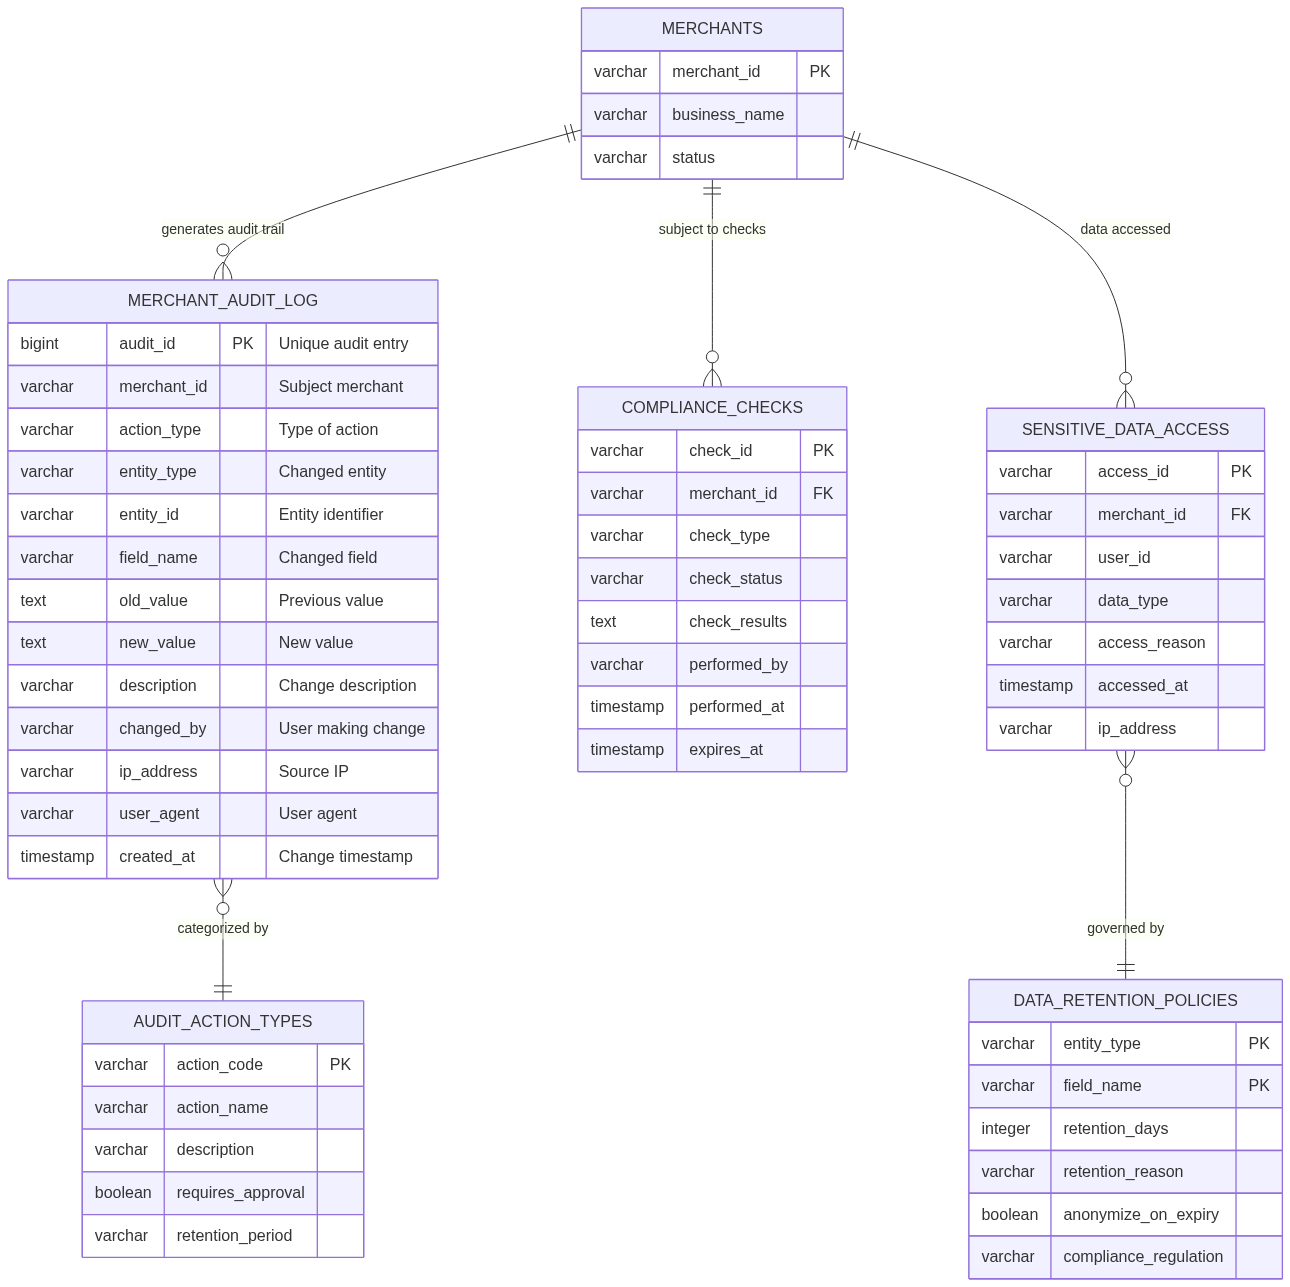 MERCHANTS
varchar merchant_id PK
varchar business_name
varchar status
generates audit trail
subject to checks
data accessed
MERCHANT_AUDIT_LOG
bigint audit_id PK Unique audit entry
varchar merchant_id Subject merchant
varchar action_type Type of action
varchar entity_type Changed entity
varchar entity_id Entity identifier
varchar field_name Changed field
text old_value Previous value
text new_value New value
varchar description Change description
varchar changed_by User making change
varchar ip_address Source IP
varchar user_agent User agent
timestamp created_at Change timestamp
COMPLIANCE_CHECKS
varchar check_id PK
varchar merchant_id FK
varchar check_type
varchar check_status
text check_results
varchar performed_by
timestamp performed_at
timestamp expires_at
SENSITIVE_DATA_ACCESS
varchar access_id PK
varchar merchant_id FK
varchar user_id
varchar data_type
varchar access_reason
timestamp accessed_at
varchar ip_address
categorized by
governed by
AUDIT_ACTION_TYPES
varchar action_code PK
varchar action_name
varchar description
boolean requires_approval
varchar retention_period
DATA_RETENTION_POLICIES
varchar entity_type PK
varchar field_name PK
integer retention_days
varchar retention_reason
boolean anonymize_on_expiry
varchar compliance_regulation